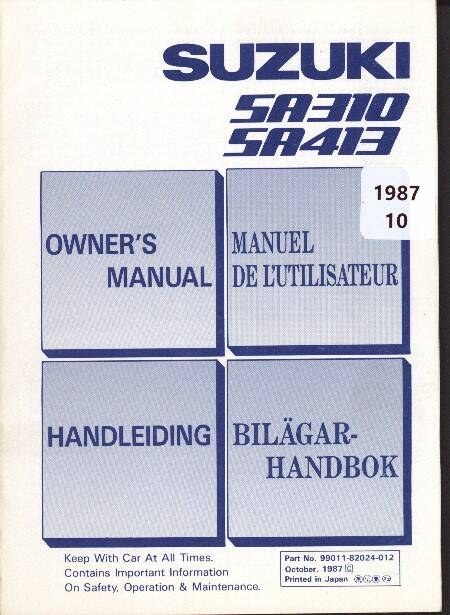 SUZUKI
SA310
SA413
1987
10
OWNER'S
MANUAL
MANUEL
DE L'UTILISATEUR
HANDLEIDING
BILÄGAR-
HANDBOK
Keep With Car At All Times.
Contains Important Information
On Safety, Operation & Maintenance.
Part No. 99011-82024-012
October, 1987 C
Printed in Japan